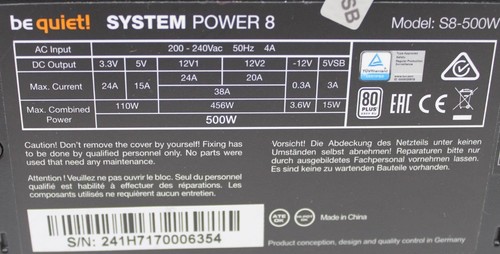 be quiet! SYSTEM POWER 8 Model: S8-500W
SB
AC Input 200 - 240Vac 50Hz 4A
DC Output 3.3V 5V 12V1 12V2 -12V 5VSB
Max. Current 24A 15A 24A 20A 0.3A 3A
38A
Max. Combined Power 110W 456W 3.6W 15W
500W
80 PLUS EAC CE
Caution! Don't remove the cover by yourself! Fixing has to be done by qualified personnel only. No parts were used that need any maintenance.
Attention ! Veuillez ne pas ouvrir le bloc. Seul du personnel qualifié est habilité à effectuer des réparations. Les composants utilisés ne requièrent aucun entretien.
Vorsicht! Die Abdeckung des Netzteils unter keinen Umständen abnehmen! Reparaturen bitte nur durch ausgebildetes Fachpersonal vornehmen lassen. Es sind keine zu wartenden Bauteile vorhanden.
S/N: 241H7170006354
Made in China
Conception, design, quality management: Germany